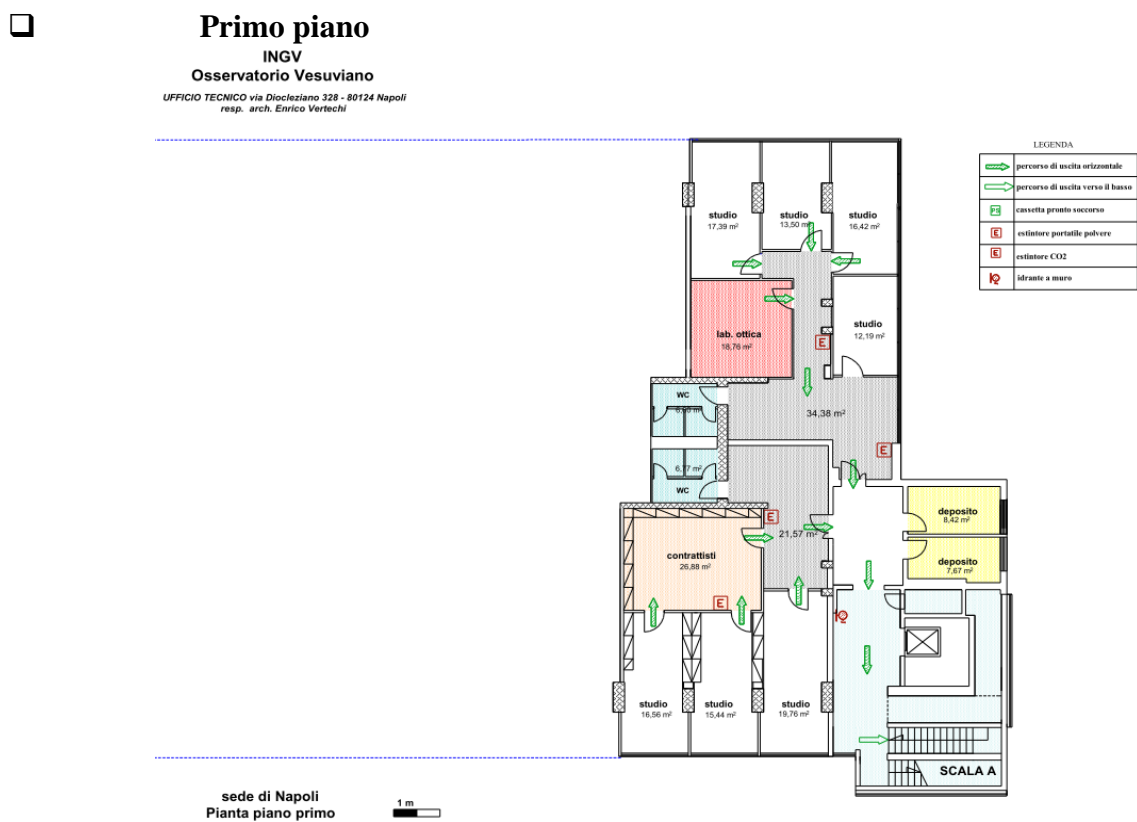 Primo piano
INGV
Osservatorio Vesuviano
UFFICIO TECNICO via Diocleziano 328 - 80124 Napoli
resp. arch. Enrico Vertechi
LEGENDA
percorso di uscita orizzontale
percorso di uscita verso il basso
PS cassetta pronto soccorso
E estintore portatile polvere
E estintore CO2
idrante a muro
studio
17,39 m²
studio
13,50 m²
studio
16,42 m²
lab. ottica
18,76 m²
studio
12,19 m²
E
WC
34,38 m²
E
6,77 m²
WC
deposito
8,42 m²
E
21,57 m²
contrattisti
26,88 m²
deposito
7,67 m²
E
studio
16,56 m²
studio
15,44 m²
studio
19,76 m²
SCALA A
sede di Napoli
Pianta piano primo
1 m